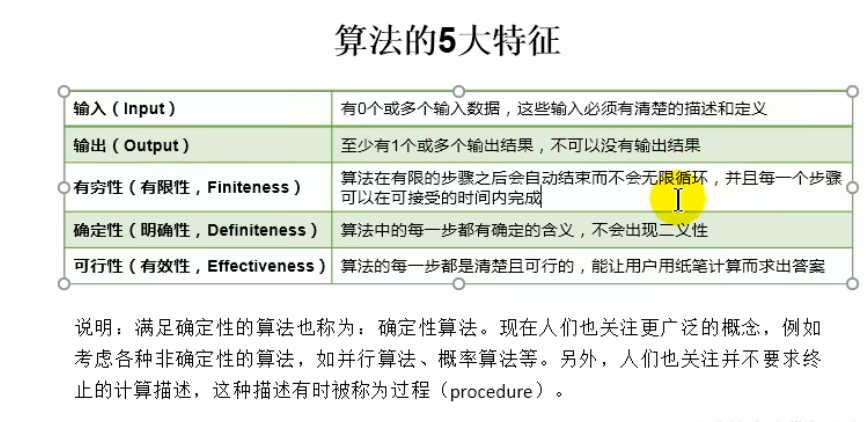 算法的5大特征
输入（Input）
有0个或多个输入数据，这些输入必须有清楚的描述和定义
输出（Output）
至少有1个或多个输出结果，不可以没有输出结果
有穷性（有限性，Finiteness）
算法在有限的步骤之后会自动结束而不会无限循环，并且每一个步骤
可以在可接受的时间内完成
确定性（明确性，Definiteness）
算法中的每一步都有确定的含义，不会出现二义性
可行性（有效性，Effectiveness）
算法的每一步都是清楚且可行的，能让用户用纸笔计算而求出答案
说明：满足确定性的算法也称为：确定性算法。现在人们也关注更广泛的概念，例如
考虑各种非确定性的算法，如并行算法、概率算法等。另外，人们也关注并不要求终
止的计算描述，这种描述有时被称为过程（procedure）。